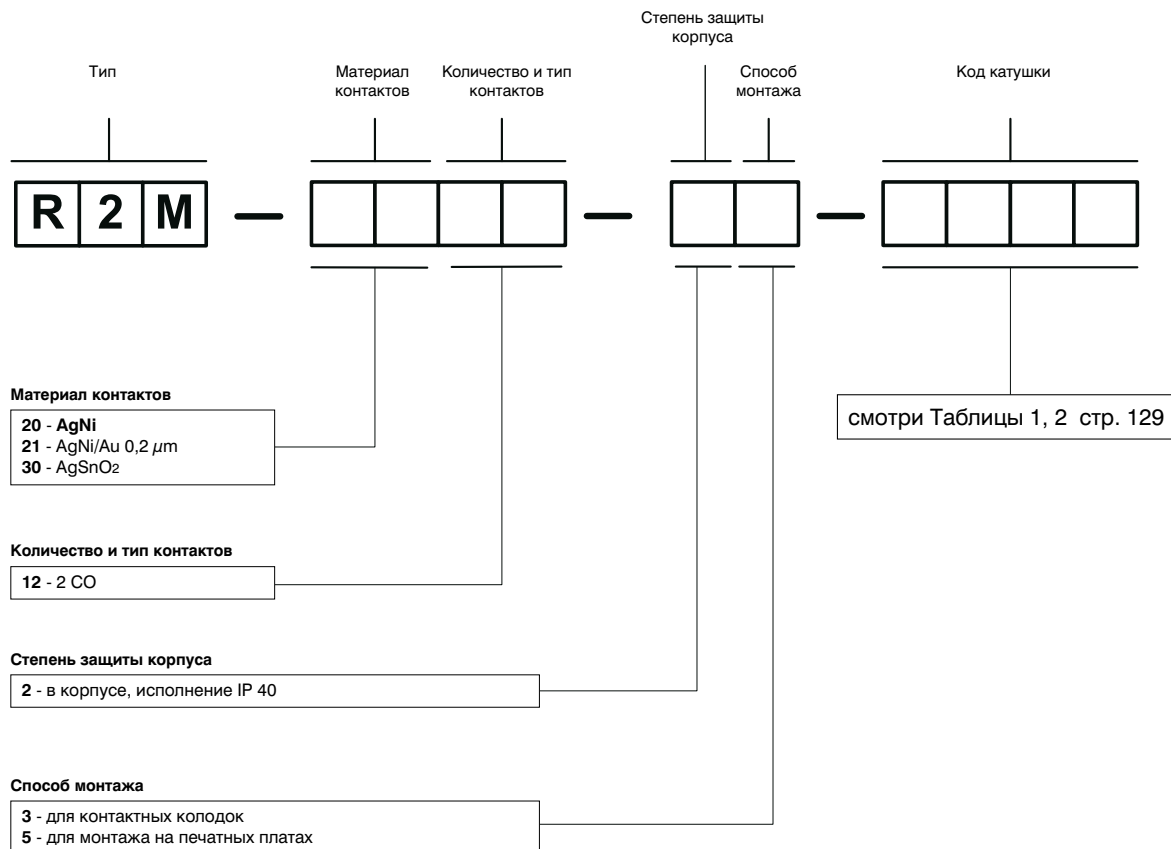 Степень защиты
корпуса
Тип
Материал
контактов
Количество и тип
контактов
Способ
монтажа
Код катушки
R 2 M — — —
Материал контактов
20 - AgNi
21 - AgNi/Au 0,2 µm
30 - AgSnO2
смотри Таблицы 1, 2 стр. 129
Количество и тип контактов
12 - 2 CO
Степень защиты корпуса
2 - в корпусе, исполнение IP 40
Способ монтажа
3 - для контактных колодок
5 - для монтажа на печатных платах